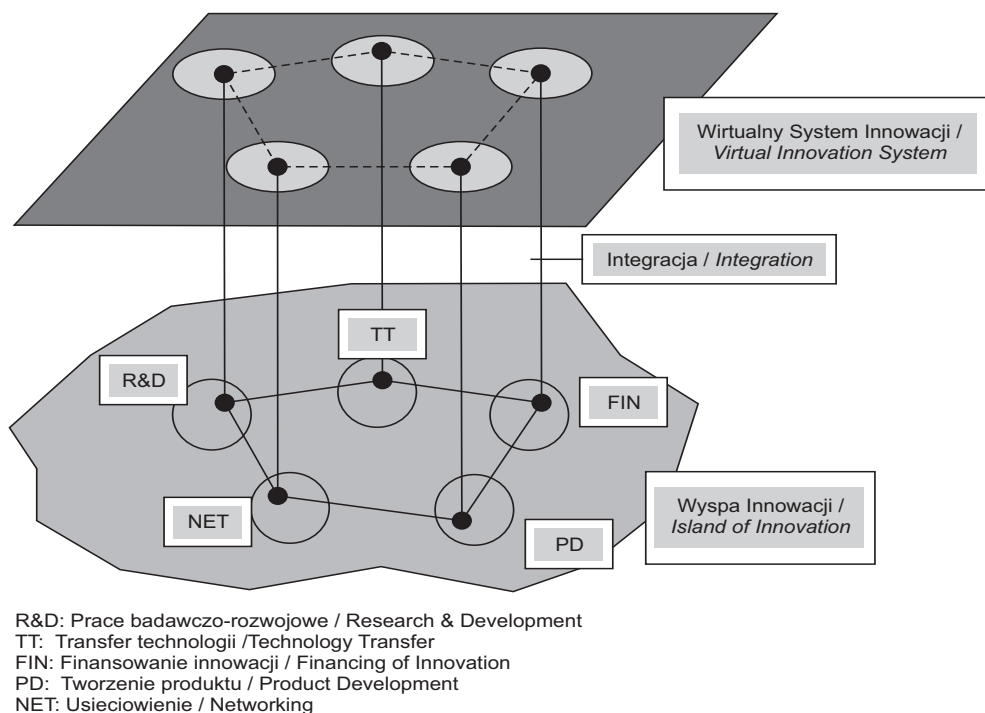 Wirtualny System Innowacji /
Virtual Innovation System
Integracja / Integration
TT
R&D
FIN
NET
PD
Wyspa Innowacji /
Island of Innovation
R&D: Prace badawczo-rozwojowe / Research & Development
TT: Transfer technologii /Technology Transfer
FIN: Finansowanie innowacji / Financing of Innovation
PD: Tworzenie produktu / Product Development
NET: Usieciowienie / Networking